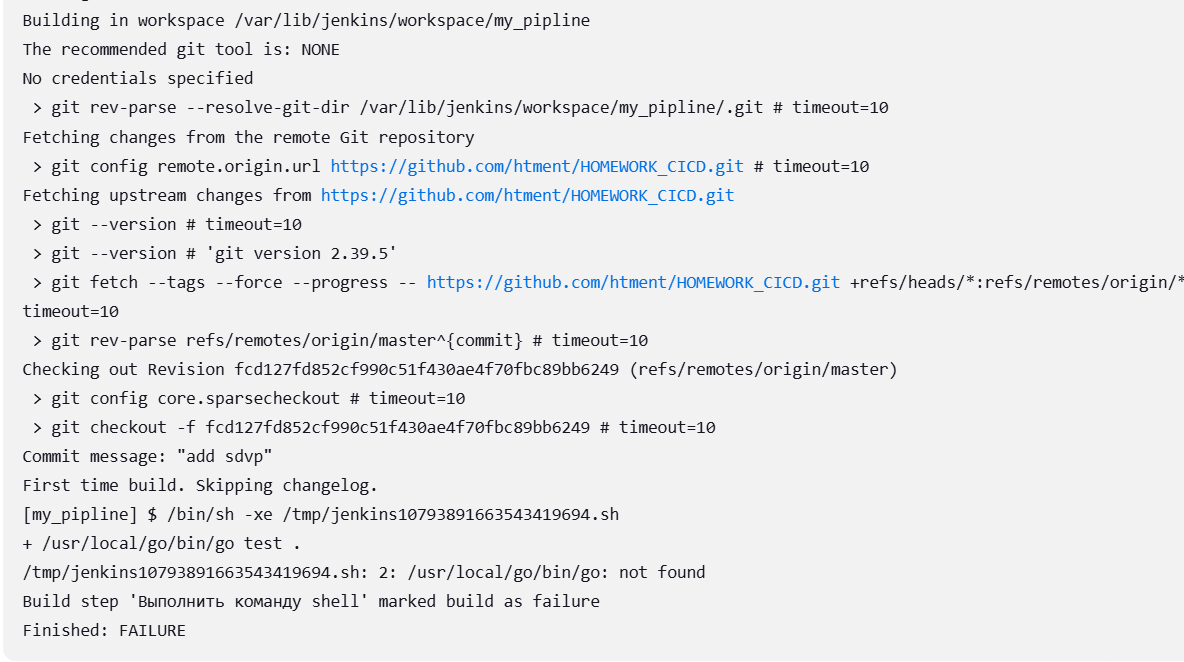 Building in workspace /var/lib/jenkins/workspace/my_pipline
The recommended git tool is: NONE
No credentials specified
 > git rev-parse --resolve-git-dir /var/lib/jenkins/workspace/my_pipline/.git # timeout=10
Fetching changes from the remote Git repository
 > git config remote.origin.url https://github.com/htment/HOMEWORK_CICD.git # timeout=10
Fetching upstream changes from https://github.com/htment/HOMEWORK_CICD.git
 > git --version # timeout=10
 > git --version # 'git version 2.39.5'
 > git fetch --tags --force --progress -- https://github.com/htment/HOMEWORK_CICD.git +refs/heads/*:refs/remotes/origin/*
timeout=10
 > git rev-parse refs/remotes/origin/master^{commit} # timeout=10
Checking out Revision fcd127fd852cf990c51f430ae4f70fbc89bb6249 (refs/remotes/origin/master)
 > git config core.sparsecheckout # timeout=10
 > git checkout -f fcd127fd852cf990c51f430ae4f70fbc89bb6249 # timeout=10
Commit message: "add sdvp"
First time build. Skipping changelog.
[my_pipline] $ /bin/sh -xe /tmp/jenkins10793891663543419694.sh
+ /usr/local/go/bin/go test .
/tmp/jenkins10793891663543419694.sh: 2: /usr/local/go/bin/go: not found
Build step 'Выполнить команду shell' marked build as failure
Finished: FAILURE